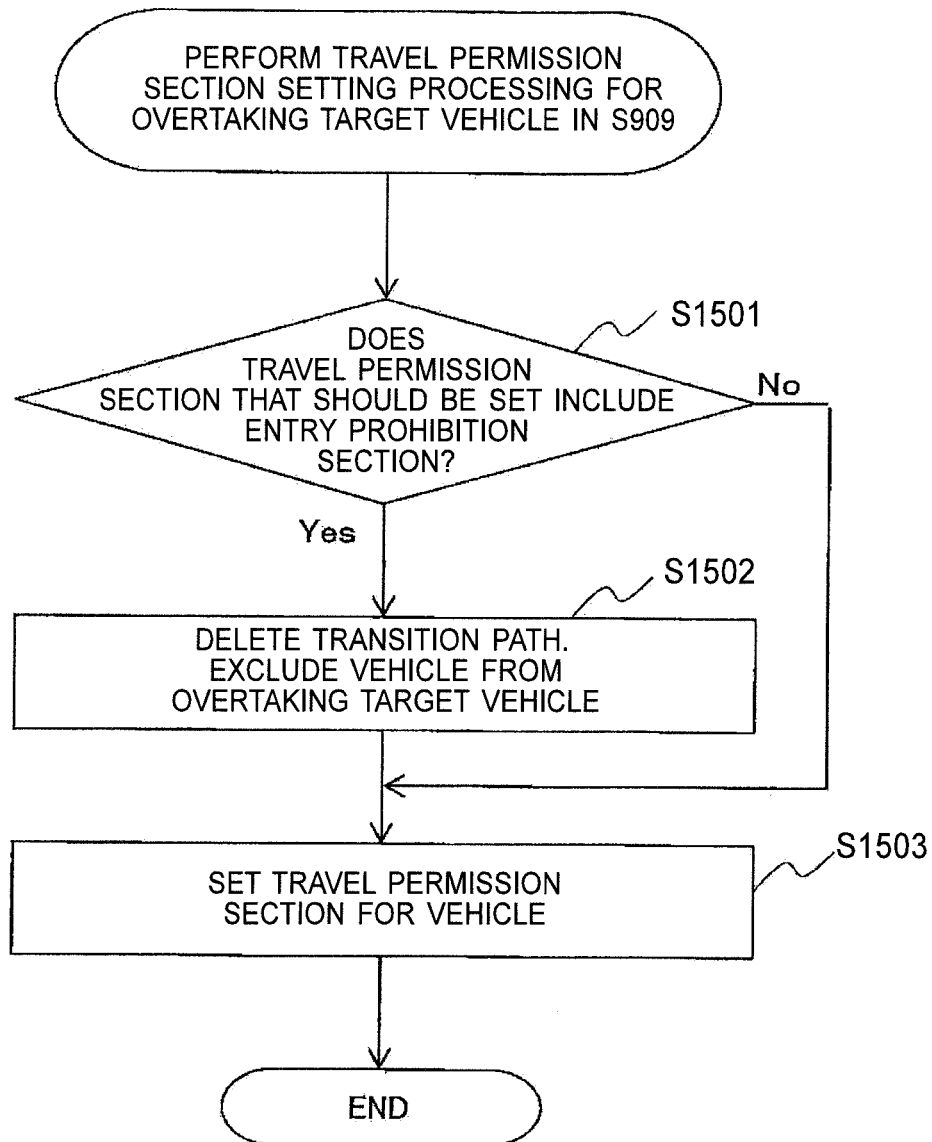 PERFORM TRAVEL PERMISSION
SECTION SETTING PROCESSING FOR
OVERTAKING TARGET VEHICLE IN S909
S1501
DOES
TRAVEL PERMISSION
SECTION THAT SHOULD BE SET INCLUDE
ENTRY PROHIBITION
SECTION?
No
Yes
S1502
DELETE TRANSITION PATH.
EXCLUDE VEHICLE FROM
OVERTAKING TARGET VEHICLE
S1503
SET TRAVEL PERMISSION
SECTION FOR VEHICLE
END